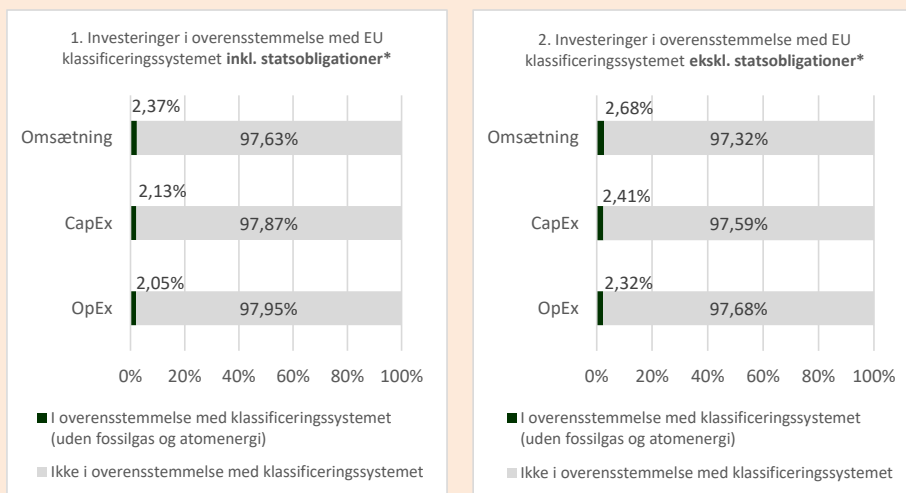 1. Investeringer i overensstemmelse med EU
klassificeringssystemet inkl. statsobligationer*
2,37%
Omsætning 97,63%
2,13%
CapEx 97,87%
2,05%
OpEx 97,95%
0% 20% 40% 60% 80% 100%
I overensstemmelse med klassificeringssystemet
(uden fossilgas og atomenergi)
Ikke i overensstemmelse med klassificeringssystemet
2. Investeringer i overensstemmelse med EU
klassificeringssystemet ekskl. statsobligationer*
2,68%
Omsætning 97,32%
2,41%
CapEx 97,59%
2,32%
OpEx 97,68%
0% 20% 40% 60% 80% 100%
I overensstemmelse med klassificeringssystemet
(uden fossilgas og atomenergi)
Ikke i overensstemmelse med klassificeringssystemet